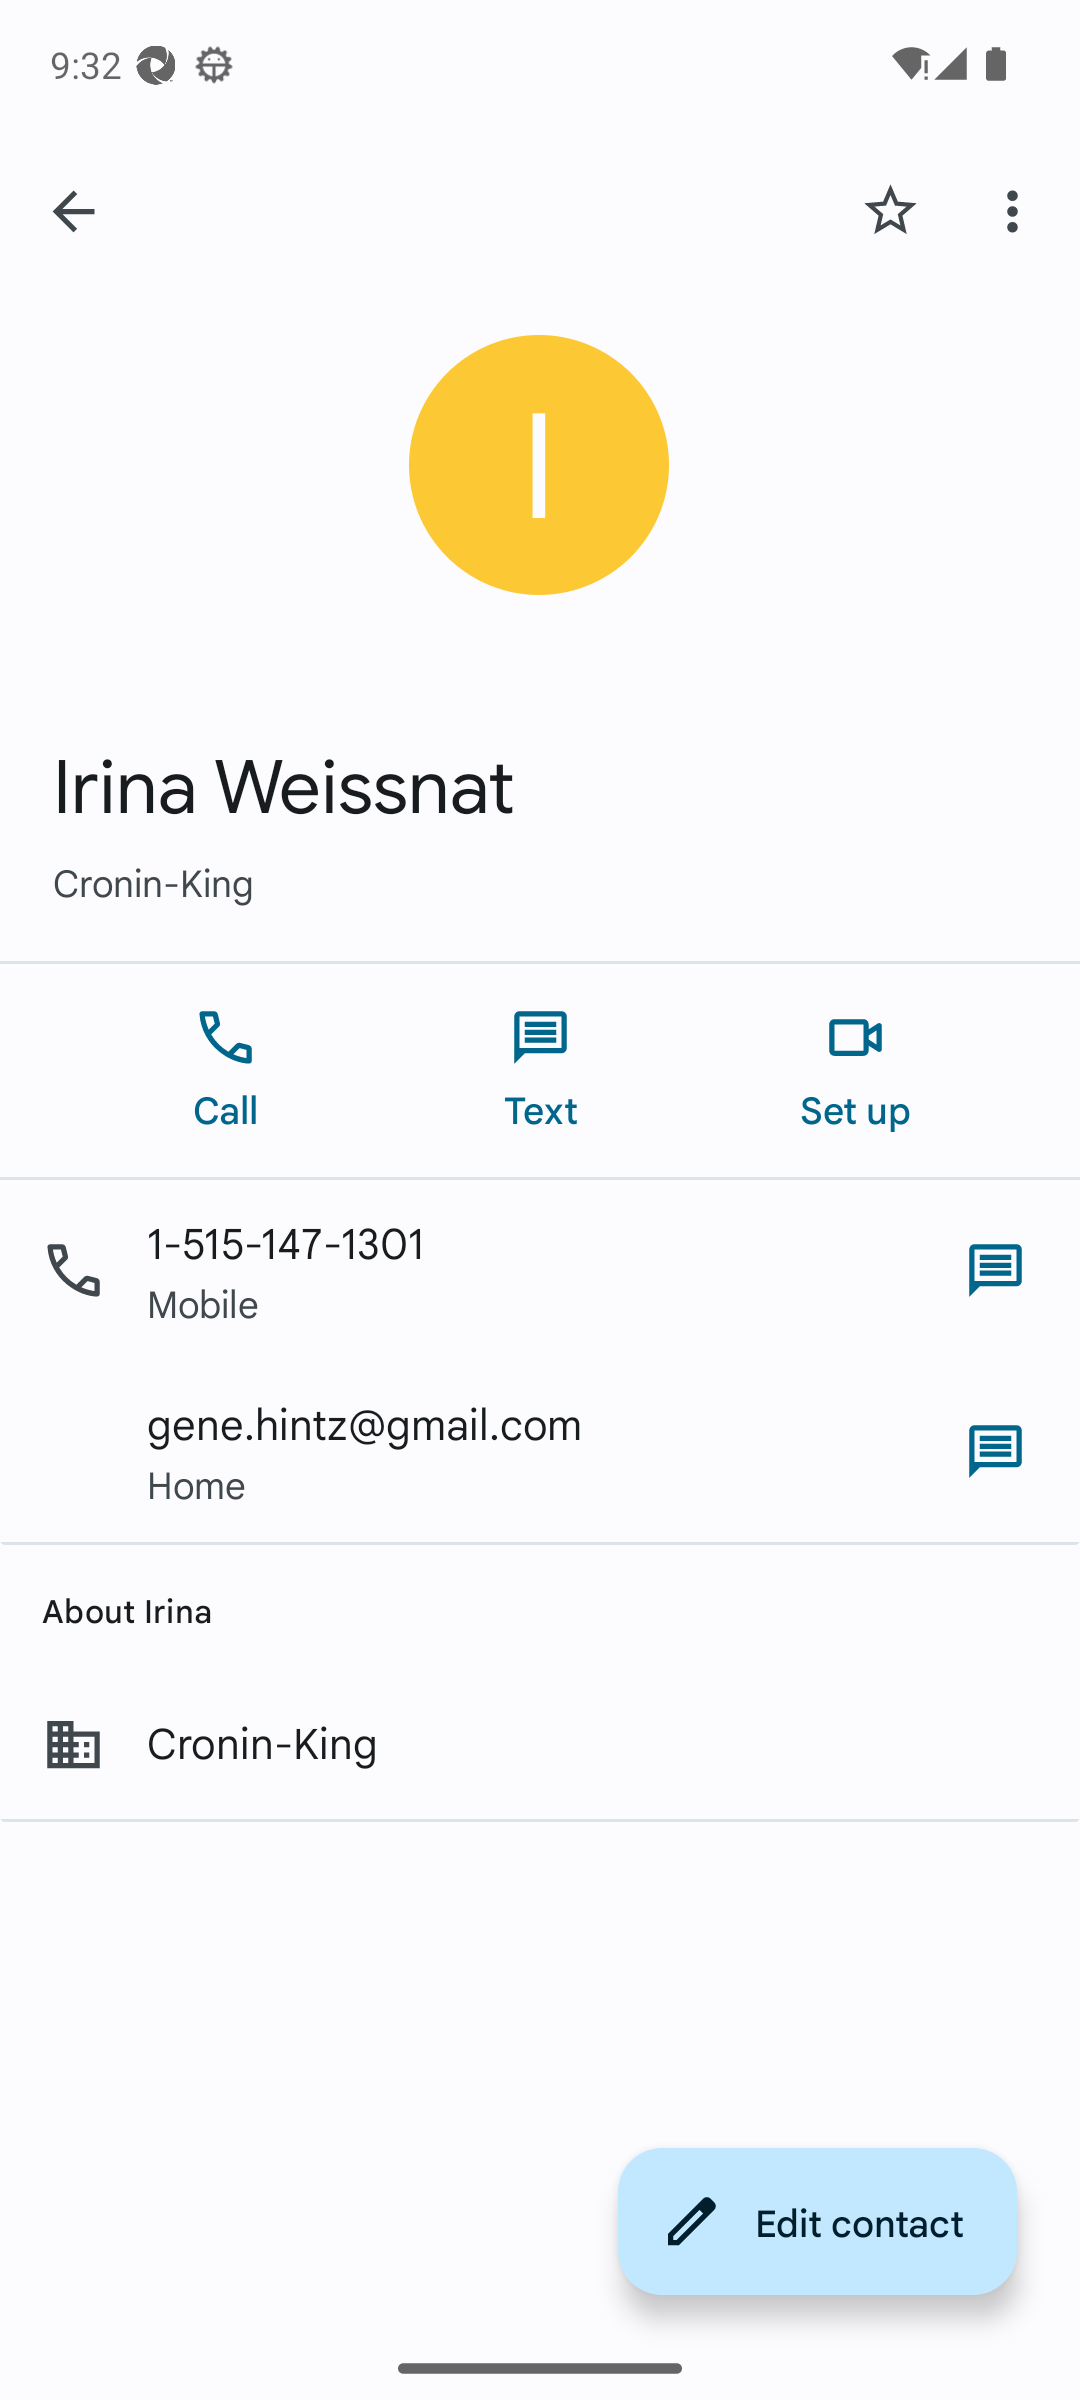 9:32
I
Irina Weissnat
Cronin-King
Call
Text
Set up
1-515-147-1301
Mobile
gene.hintz@gmail.com
Home
About Irina
Cronin-King
Edit contact